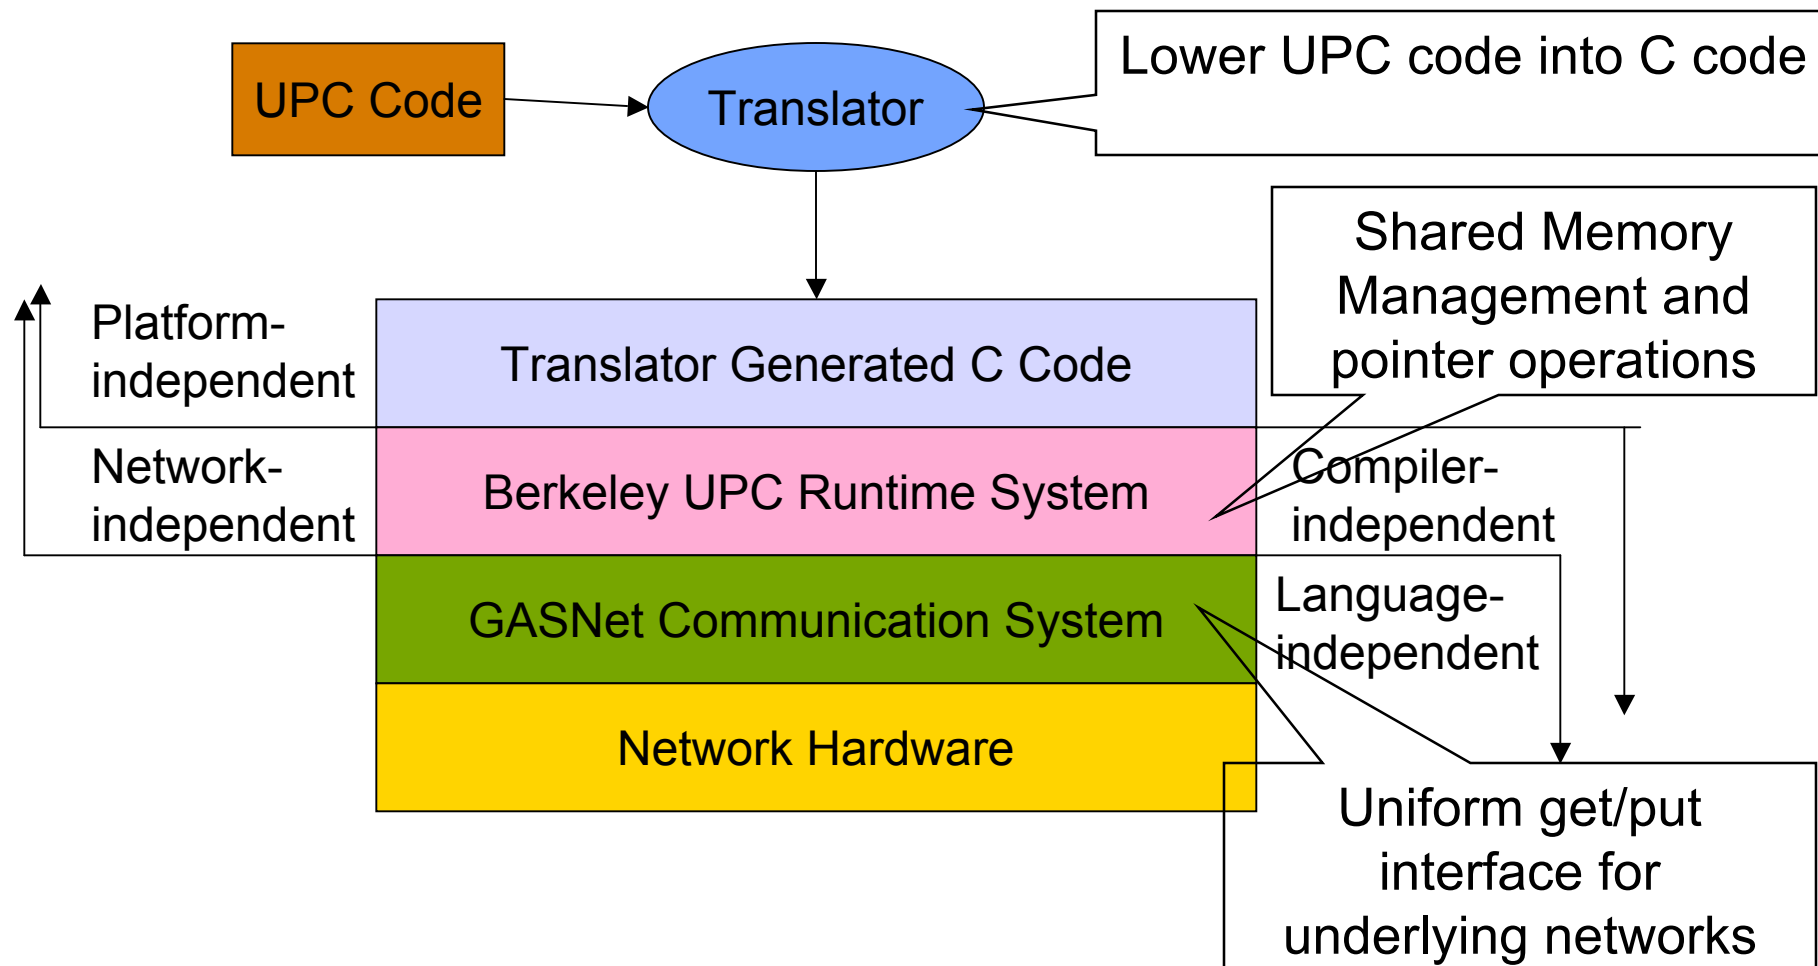 UPC Code
Translator
Lower UPC code into C code
Shared Memory
Management and
pointer operations
Platform-
independent
Translator Generated C Code
Network-
independent
Berkeley UPC Runtime System
Compiler-
independent
GASNet Communication System
Language-
independent
Network Hardware
Uniform get/put
interface for
underlying networks